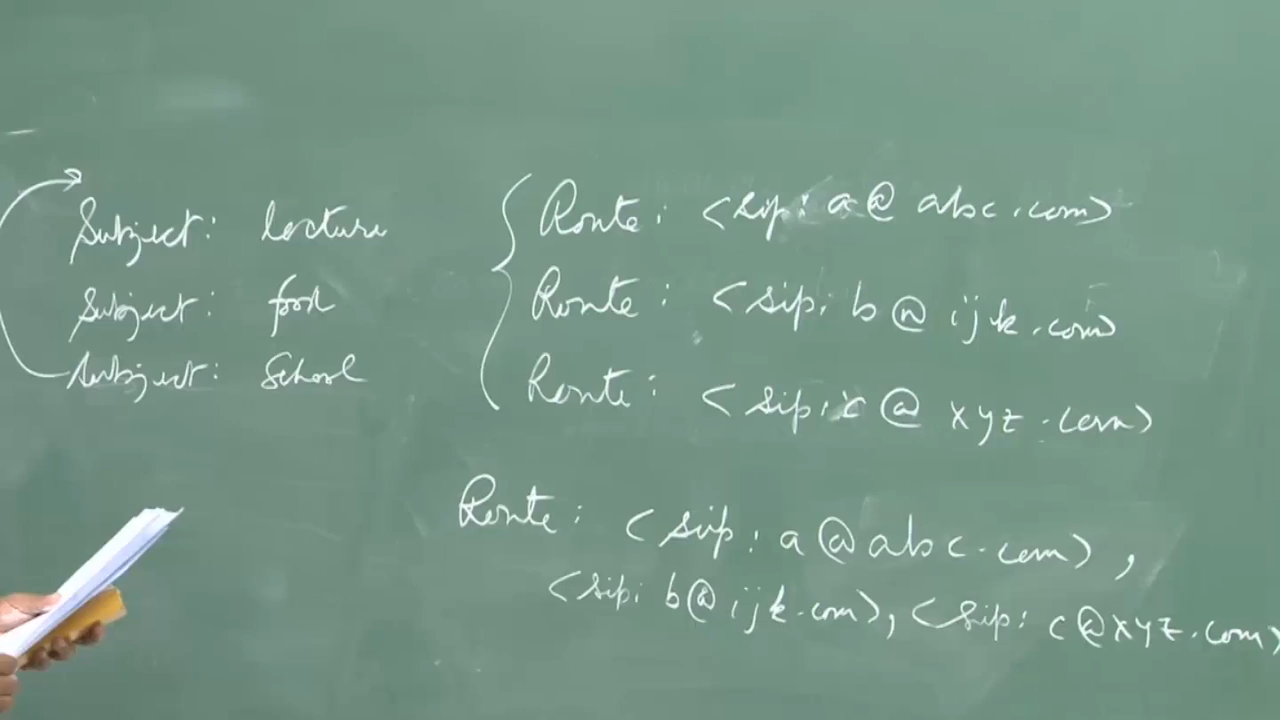 Subject: lecture
Subject: food
Subject: School
Route: <sip: a@abc.com>
Route: <sip: b@ijk.com>
Route: <sip: c@xyz.com>
Route: <sip: a@abc.com>,
<sip: b@ijk.com>, <sip: c@xyz.com>